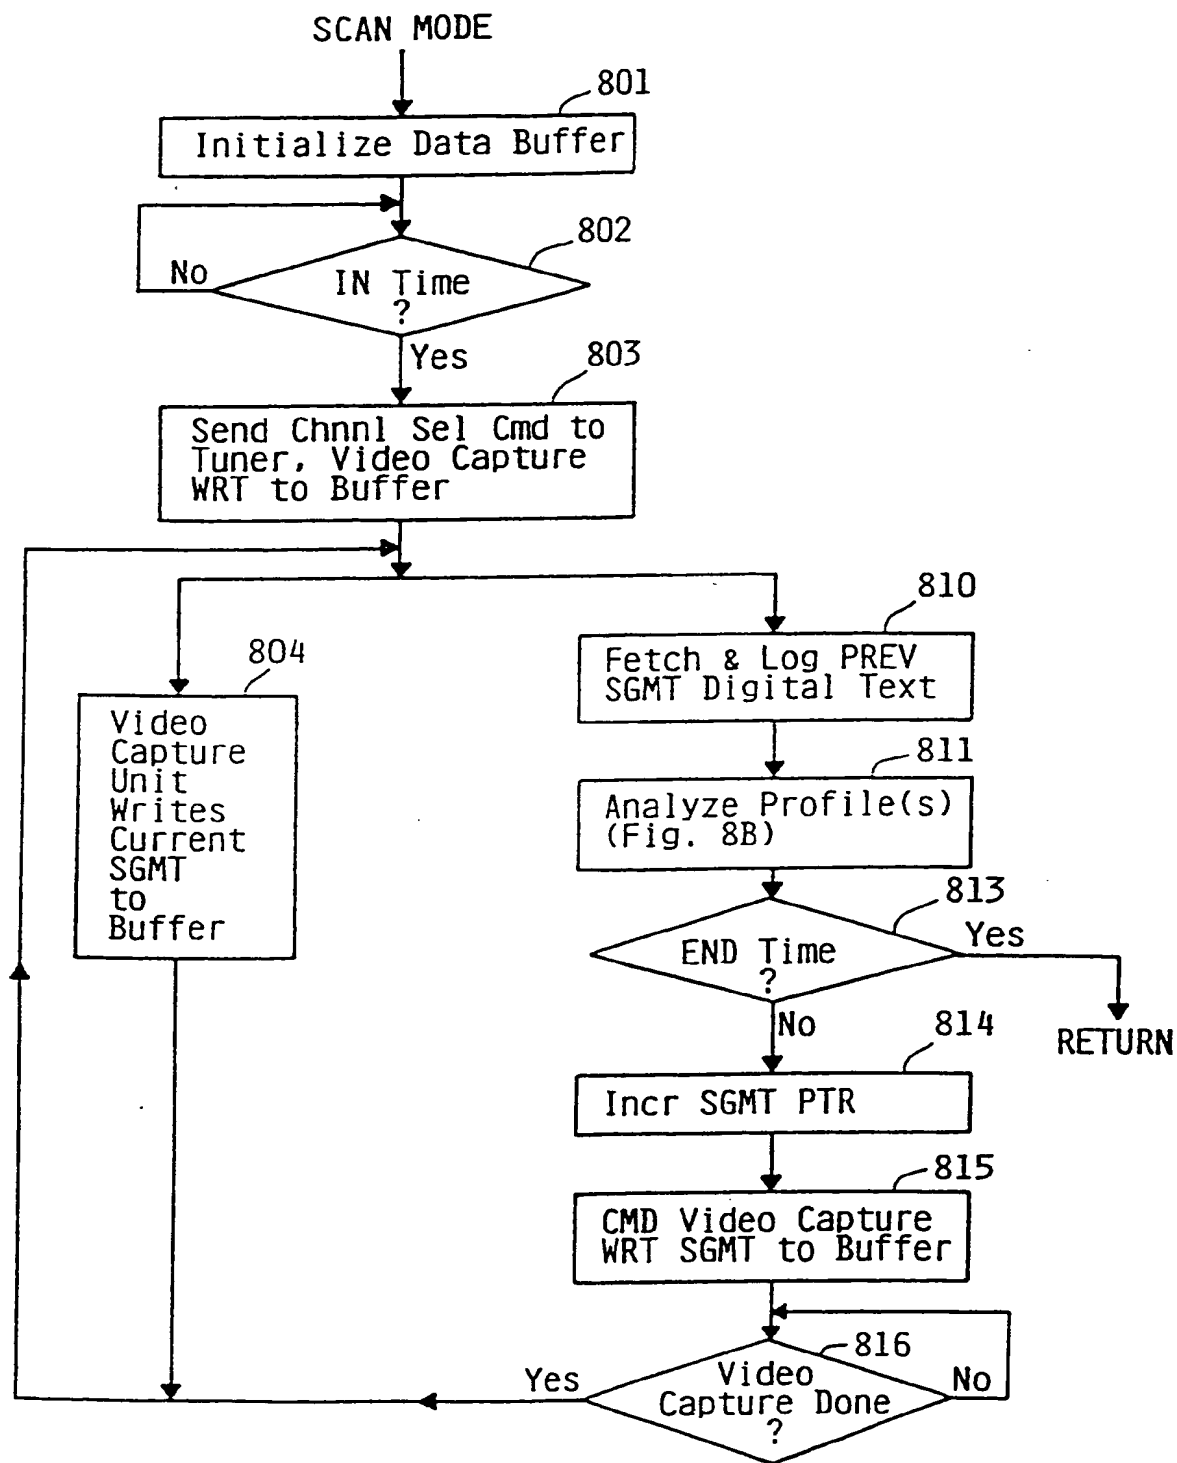 SCAN MODE
801
Initialize Data Buffer
802
No
IN Time
?
Yes
803
Send Chnnl Sel Cmd to
Tuner, Video Capture
WRT to Buffer
804
Video
Capture
Unit
Writes
Current
SGMT
to
Buffer
810
Fetch & Log PREV
SGMT Digital Text
811
Analyze Profile(s)
(Fig. 8B)
813
END Time
?
Yes
RETURN
No
814
Incr SGMT PTR
815
CMD Video Capture
WRT SGMT to Buffer
816
Yes
Video
Capture Done
?
No